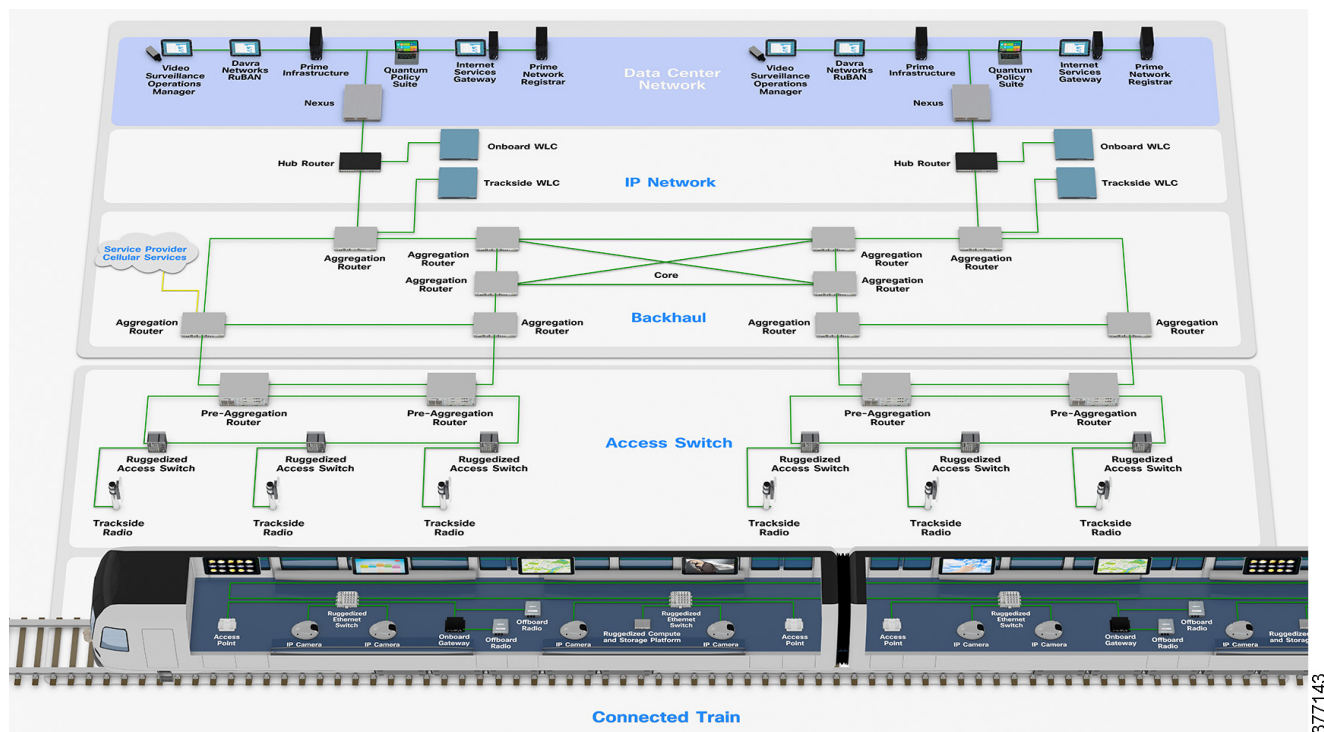 Video
Surveillance
Operations
Manager
Davra
Networks
RuBAN
Prime
Infrastructure
Quantum
Policy
Suite
Internet
Services
Gateway
Prime
Network
Registrar
Data Center
Network
Video
Surveillance
Operations
Manager
Davra
Networks
RuBAN
Prime
Infrastructure
Quantum
Policy
Suite
Internet
Services
Gateway
Prime
Network
Registrar
Nexus
Nexus
Hub Router
Onboard WLC
Trackside WLC
IP Network
Hub Router
Onboard WLC
Trackside WLC
Service Provider
Cellular Services
Aggregation
Router
Aggregation
Router
Aggregation
Router
Core
Aggregation
Router
Aggregation
Router
Aggregation
Router
Aggregation
Router
Aggregation
Router
Backhaul
Aggregation
Router
Aggregation
Router
Pre-Aggregation
Router
Pre-Aggregation
Router
Pre-Aggregation
Router
Pre-Aggregation
Router
Access Switch
Ruggedized
Access Switch
Ruggedized
Access Switch
Ruggedized
Access Switch
Ruggedized
Access Switch
Ruggedized
Access Switch
Ruggedized
Access Switch
Trackside
Radio
Trackside
Radio
Trackside
Radio
Trackside
Radio
Trackside
Radio
Trackside
Radio
Access
Point
IP Camera
Ruggedized
Ethernet
Switch
IP Camera
Onboard
Gateway
Offboard
Radio
Offboard
Radio
IP Camera
Ruggedized Compute
and Storage Platform
Ruggedized
Ethernet
Switch
IP Camera
Access
Point
Access
Point
IP Camera
Ruggedized
Ethernet
Switch
IP Camera
Onboard
Gateway
Offboard
Radio
Offboard
Radio
IP Camera
Connected Train
377143